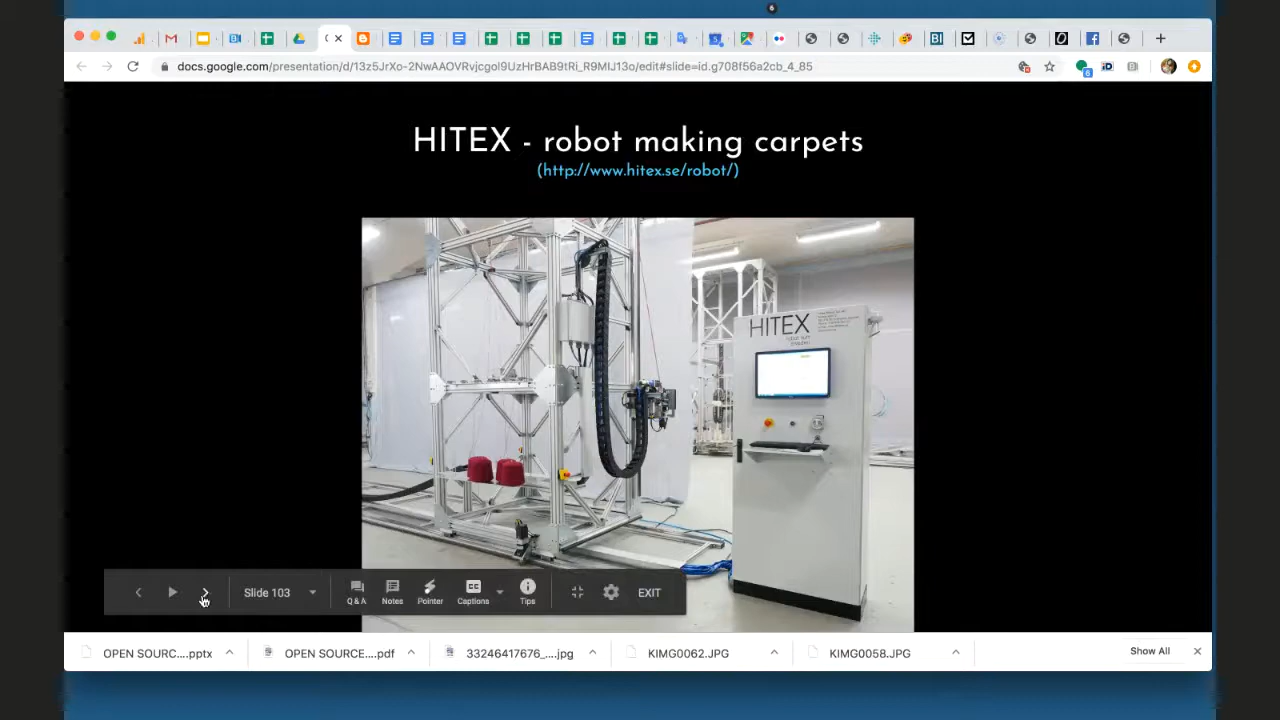 6
docs.google.com/presentation/d/13z5JrXo-2NwAAOVRvjcgol9UzHrBAB9tRi_R9MIJ13o/edit#slide=id.g708f56a2cb_4_85
HITEX - robot making carpets
(http://www.hitex.se/robot/)
HITEX
Slide 103
Q & A
Notes
Pointer
Captions
Tips
EXIT
OPEN SOURC....pptx
OPEN SOURCE....pdf
33246417676_....jpg
KIMG0062.JPG
KIMG0058.JPG
Show All